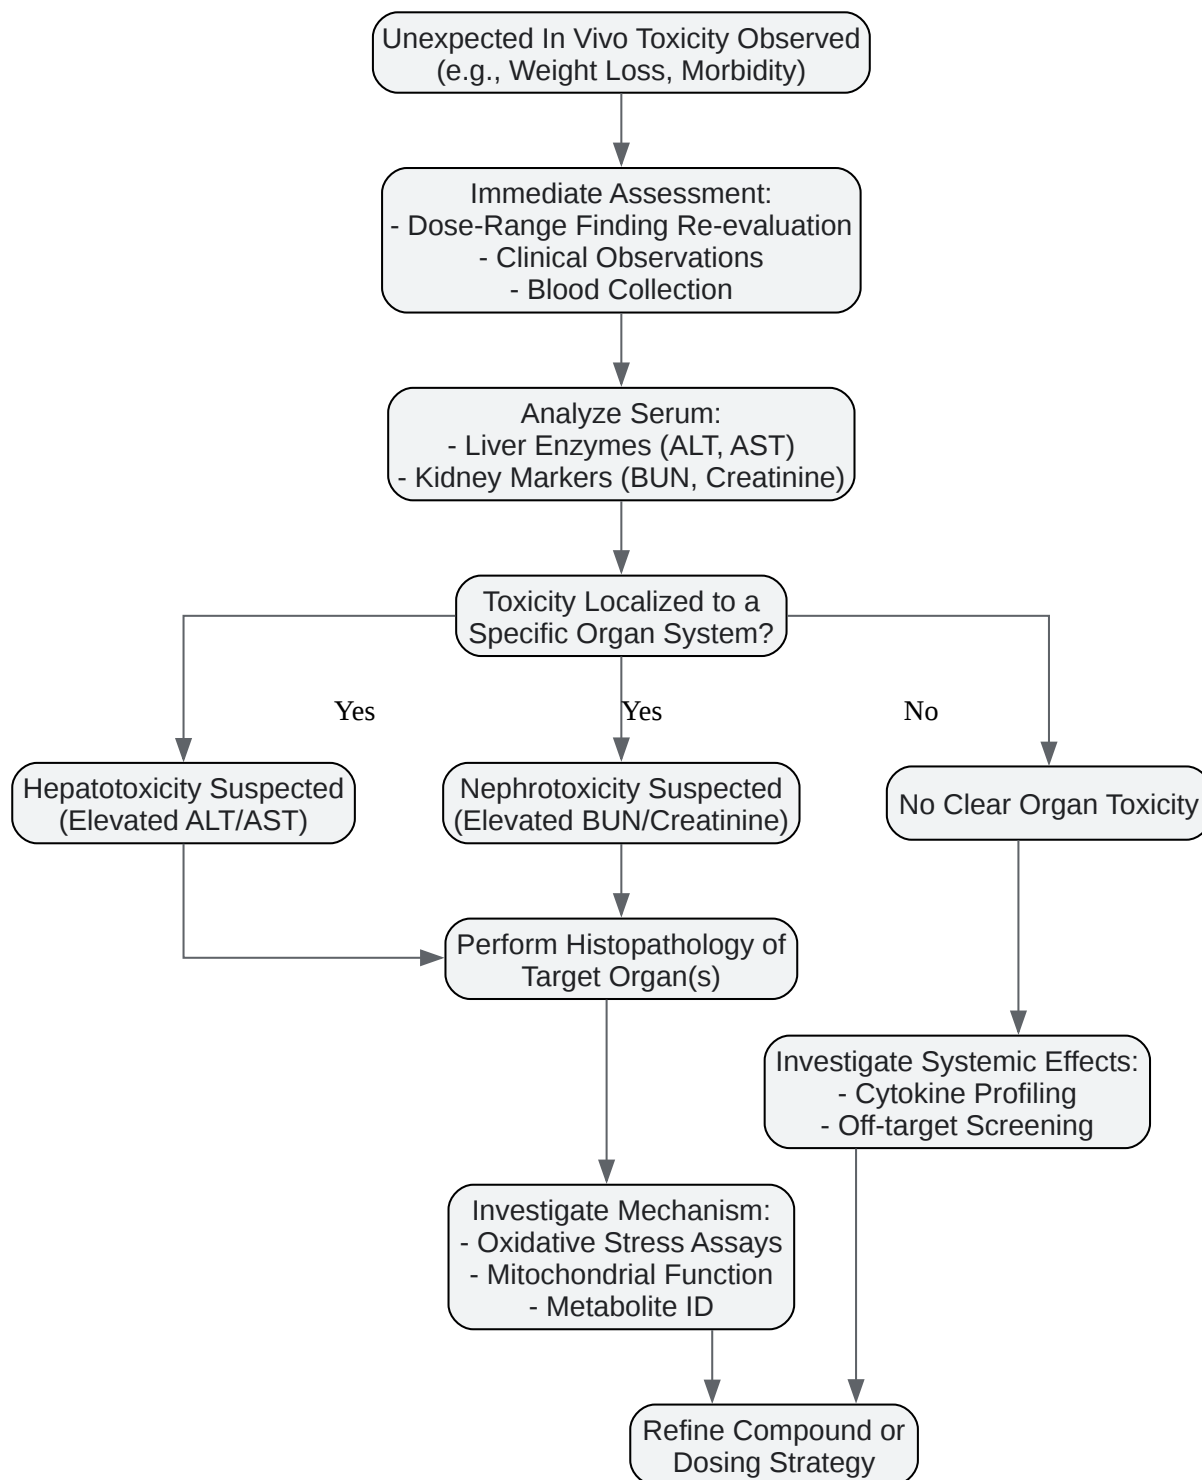 Unexpected In Vivo Toxicity Observed
(e.g., Weight Loss, Morbidity)
Immediate Assessment:
- Dose-Range Finding Re-evaluation
- Clinical Observations
- Blood Collection
Analyze Serum:
- Liver Enzymes (ALT, AST)
- Kidney Markers (BUN, Creatinine)
Toxicity Localized to a
Specific Organ System?
Yes
Yes
No
Hepatotoxicity Suspected
(Elevated ALT/AST)
Nephrotoxicity Suspected
(Elevated BUN/Creatinine)
No Clear Organ Toxicity
Perform Histopathology of
Target Organ(s)
Investigate Systemic Effects:
- Cytokine Profiling
- Off-target Screening
Investigate Mechanism:
- Oxidative Stress Assays
- Mitochondrial Function
- Metabolite ID
Refine Compound or
Dosing Strategy